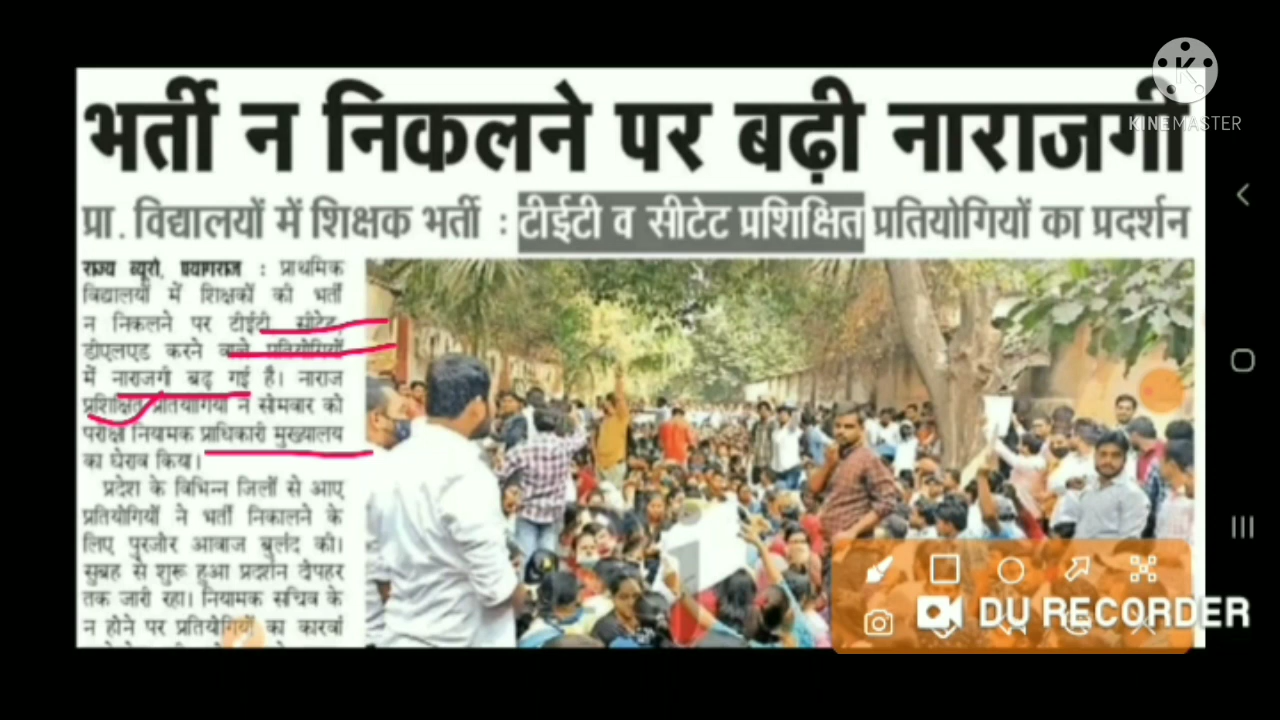 भर्ती न निकलने पर बढ़ी नाराजगी
KINEMASTER
प्रा. विद्यालयों में शिक्षक भर्ती : टीईटी व सीटेट प्रशिक्षित प्रतियोगियों का प्रदर्शन
राज्य ब्यूरो, प्रयागराज : प्राथमिक
विद्यालयों में शिक्षकों की भर्ती
न निकलने पर टीईटी, सीटेट,
डीएलएड करने वाले प्रतियोगियों
में नाराजगी बढ़ गई है। नाराज
प्रशिक्षित प्रतियोगियों ने सोमवार को
परीक्षा नियामक प्राधिकारी मुख्यालय
का घेराव किया।
प्रदेश के विभिन्न जिलों से आए
प्रतियोगियों ने भर्ती निकालने के
लिए पुरजोर आवाज बुलंद की।
सुबह से शुरू हुआ प्रदर्शन दोपहर
तक जारी रहा। नियामक सचिव के
न होने पर प्रतियोगियों का कारवां
DU RECORDER